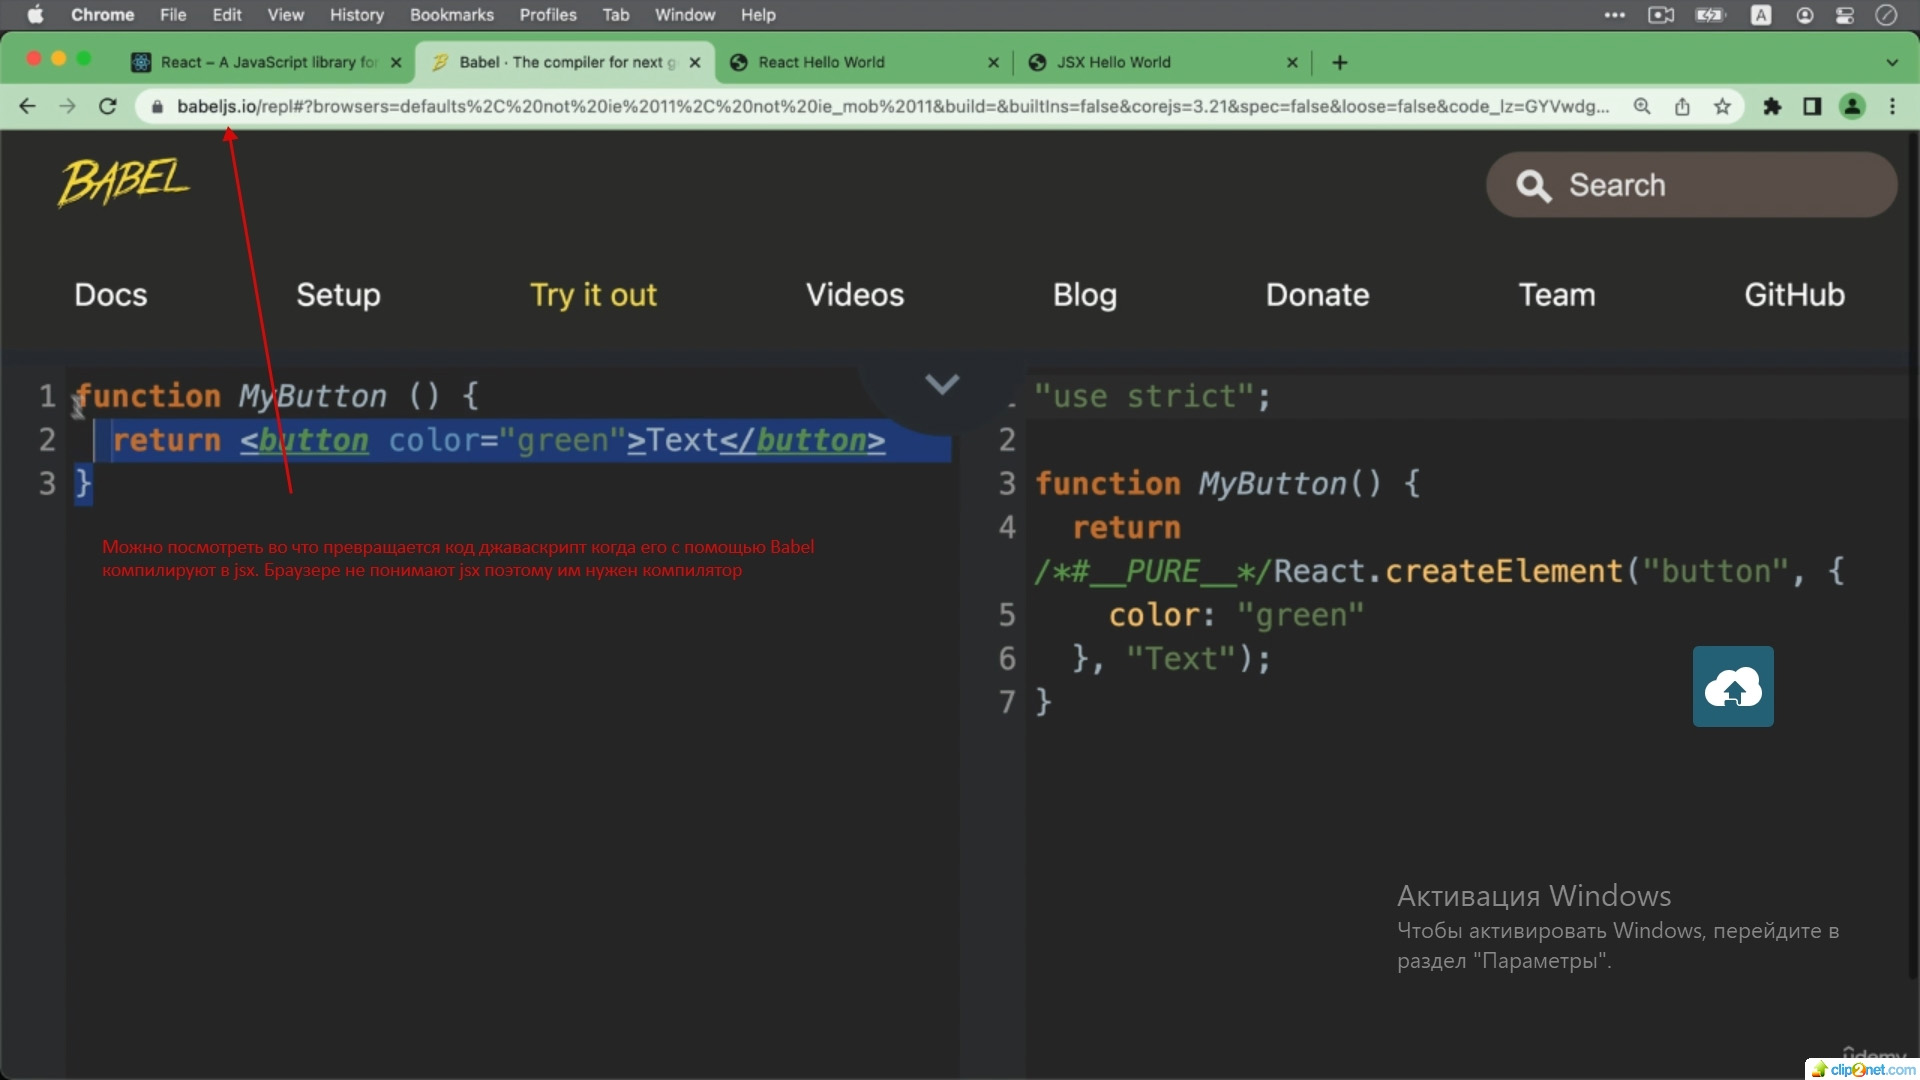 Chrome File Edit View History Bookmarks Profiles Tab Window Help
React – A JavaScript library for
Babel · The compiler for next g
React Hello World
JSX Hello World
babeljs.io/repl#?browsers=defaults%2C%20not%20ie%2011%2C%20not%20ie_mob%2011&build=&builtIns=false&corejs=3.21&spec=false&loose=false&code_lz=GYVwdg...
BABEL
Search
Docs Setup Try it out Videos Blog Donate Team GitHub
1 function MyButton () {
2 return <button color="green">Text</button>
3 }
Можно посмотреть во что превращается код джаваскрипт когда его с помощью Babel
компилируют в jsx. Браузере не понимают jsx поэтому им нужен компилятор
"use strict";
2
3 function MyButton() {
4 return
/*#__PURE__*/React.createElement("button", {
5 color: "green"
6 }, "Text");
7 }
Активация Windows
Чтобы активировать Windows, перейдите в
раздел "Параметры".
ûdemy
clip2net.com